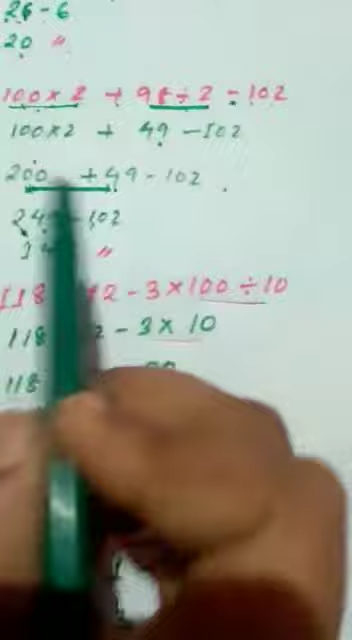 26 - 6
20 "
100 × 2 + 98 ÷ 2 - 102
100 × 2 + 49 - 102
200 + 49 - 102
24 - 102
"
118 2 - 3 × 100 ÷ 10
118 2 - 3 × 10
118